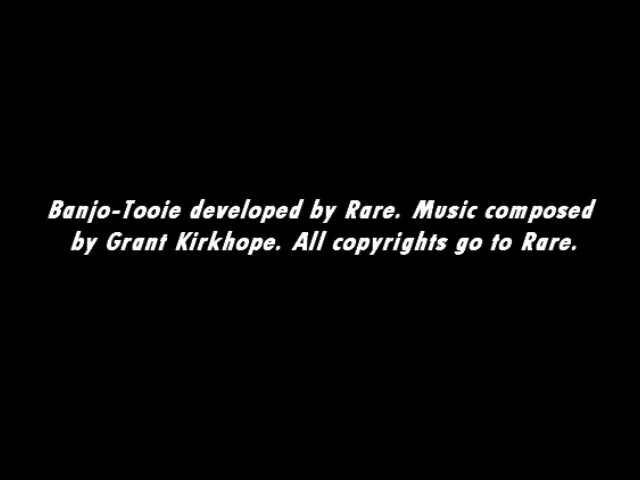 Banjo-Tooie developed by Rare. Music composed
by Grant Kirkhope. All copyrights go to Rare.